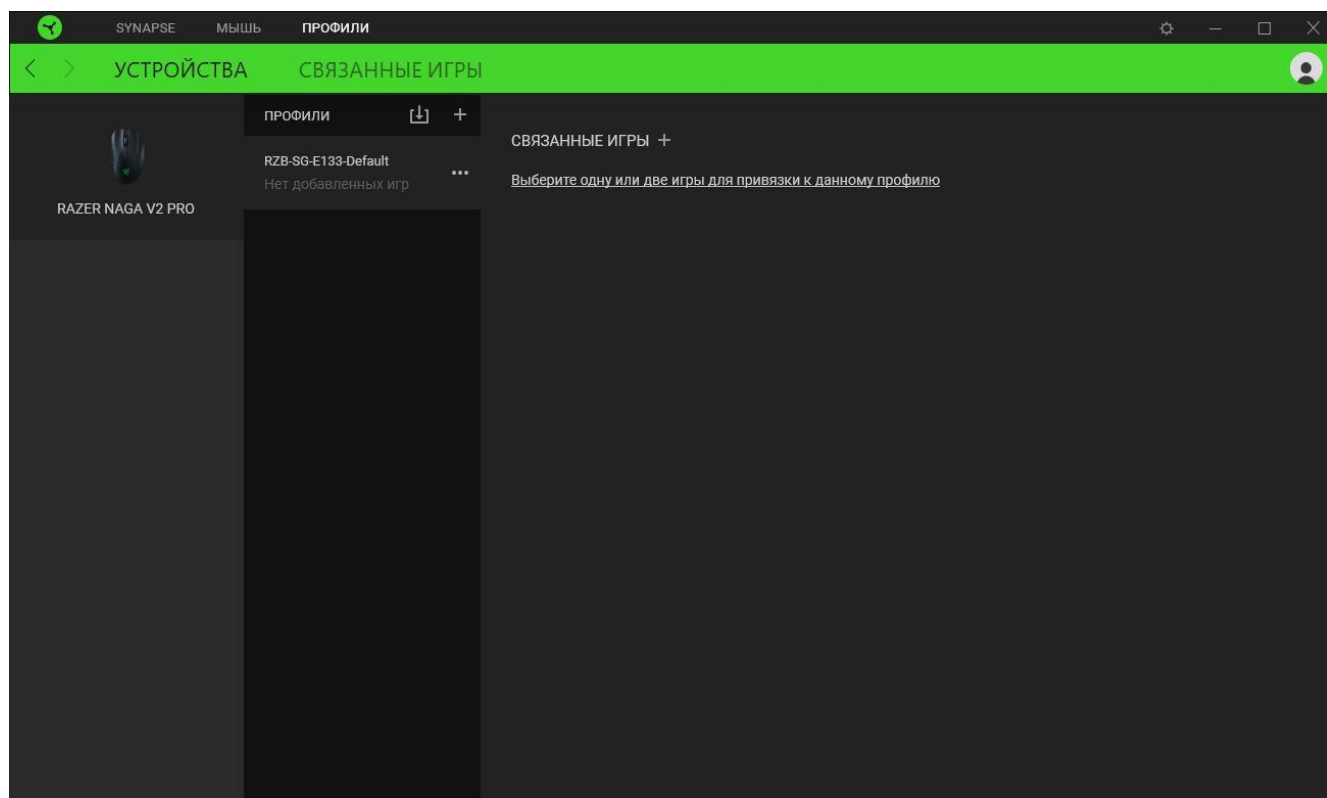 SYNAPSE МЫШЬ ПРОФИЛИ
УСТРОЙСТВА СВЯЗАННЫЕ ИГРЫ
RAZER NAGA V2 PRO
ПРОФИЛИ
RZB-SG-E133-Default
Нет добавленных игр
СВЯЗАННЫЕ ИГРЫ
Выберите одну или две игры для привязки к данному профилю